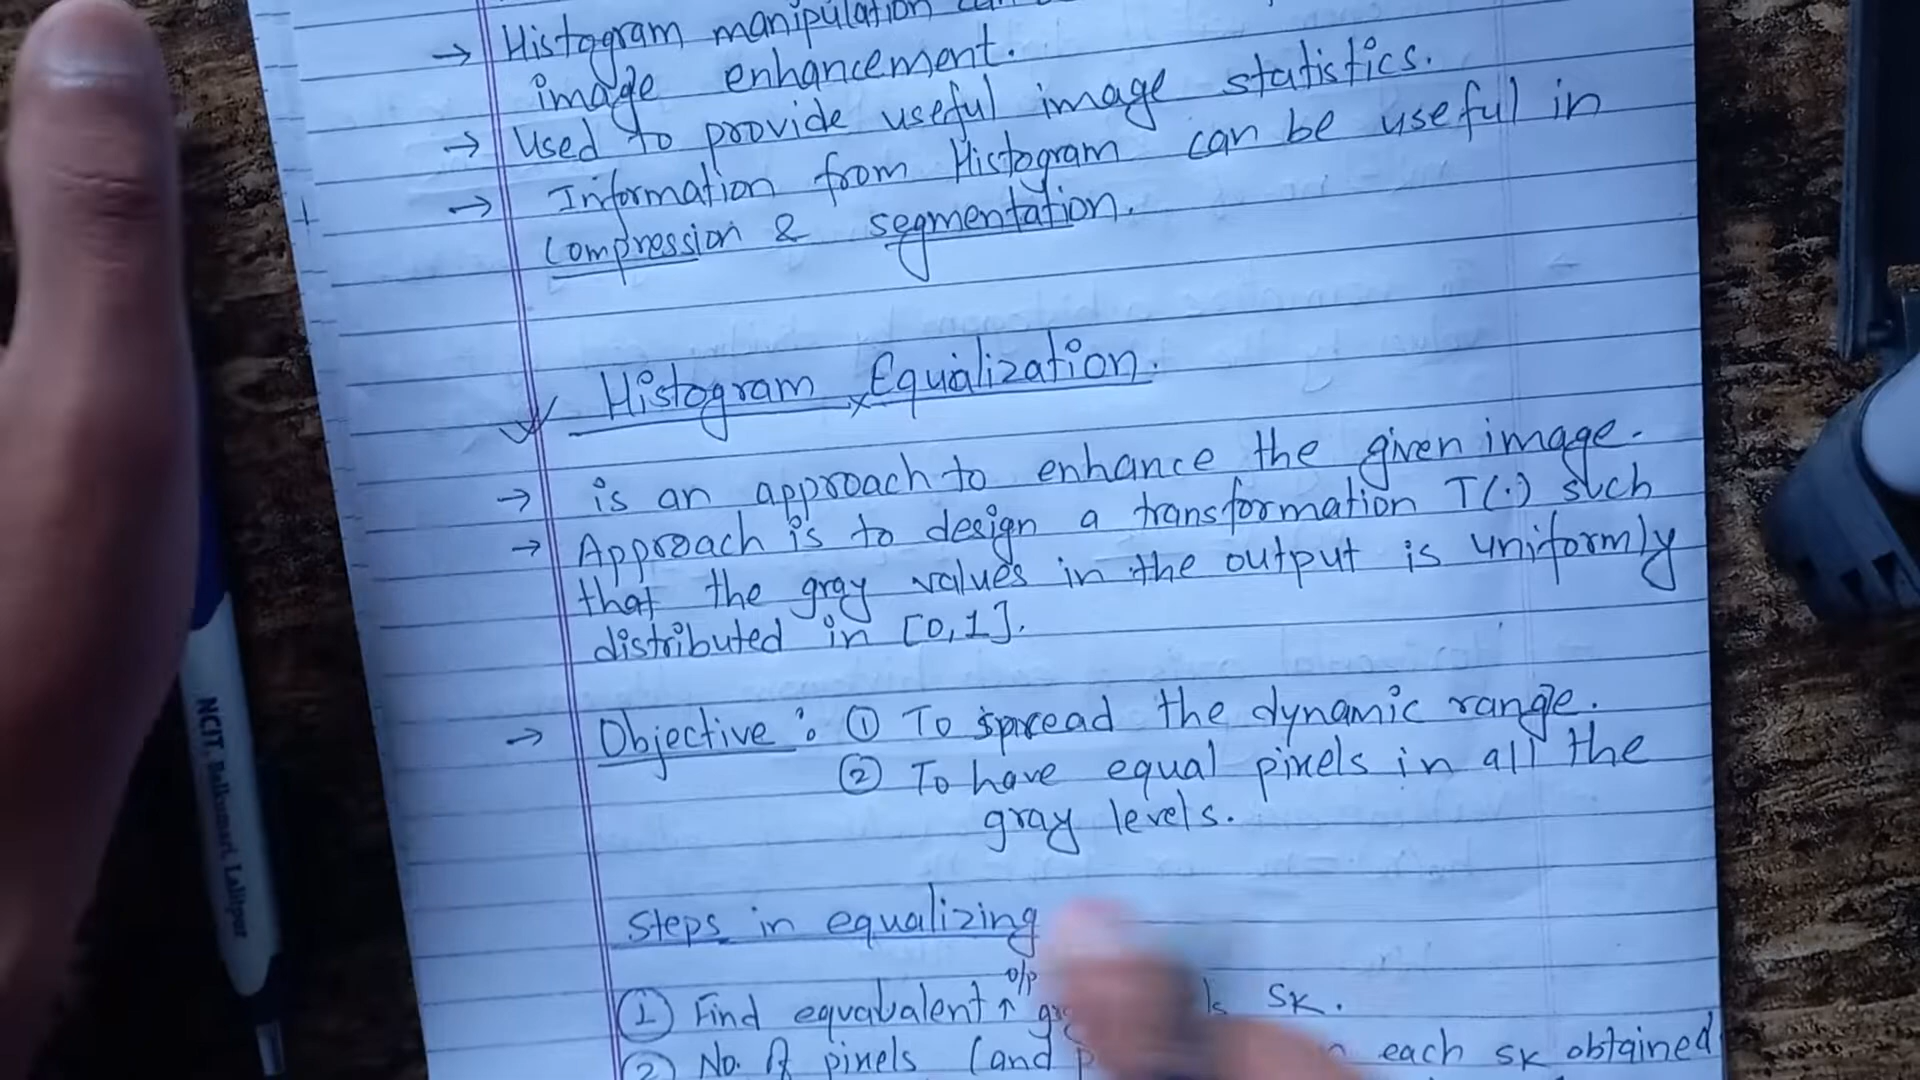 → Histogram manipulation can
image enhancement.
→ Used to provide useful image statistics.
→ Information from Histogram can be useful in
compression & segmentation.
Histogram Equalization.
→ is an approach to enhance the given image.
→ Approach is to design a transformation T(.) such
that the gray values in the output is uniformly
distributed in [0,1].
→ Objective : ① To spread the dynamic range.
② To have equal pixels in all the
gray levels.
Steps in equalizing
o/p
① Find equavalent ↑ SK.
② No. of pixels (and each SK obtained
NCIT, Balkumari, Lalitpur